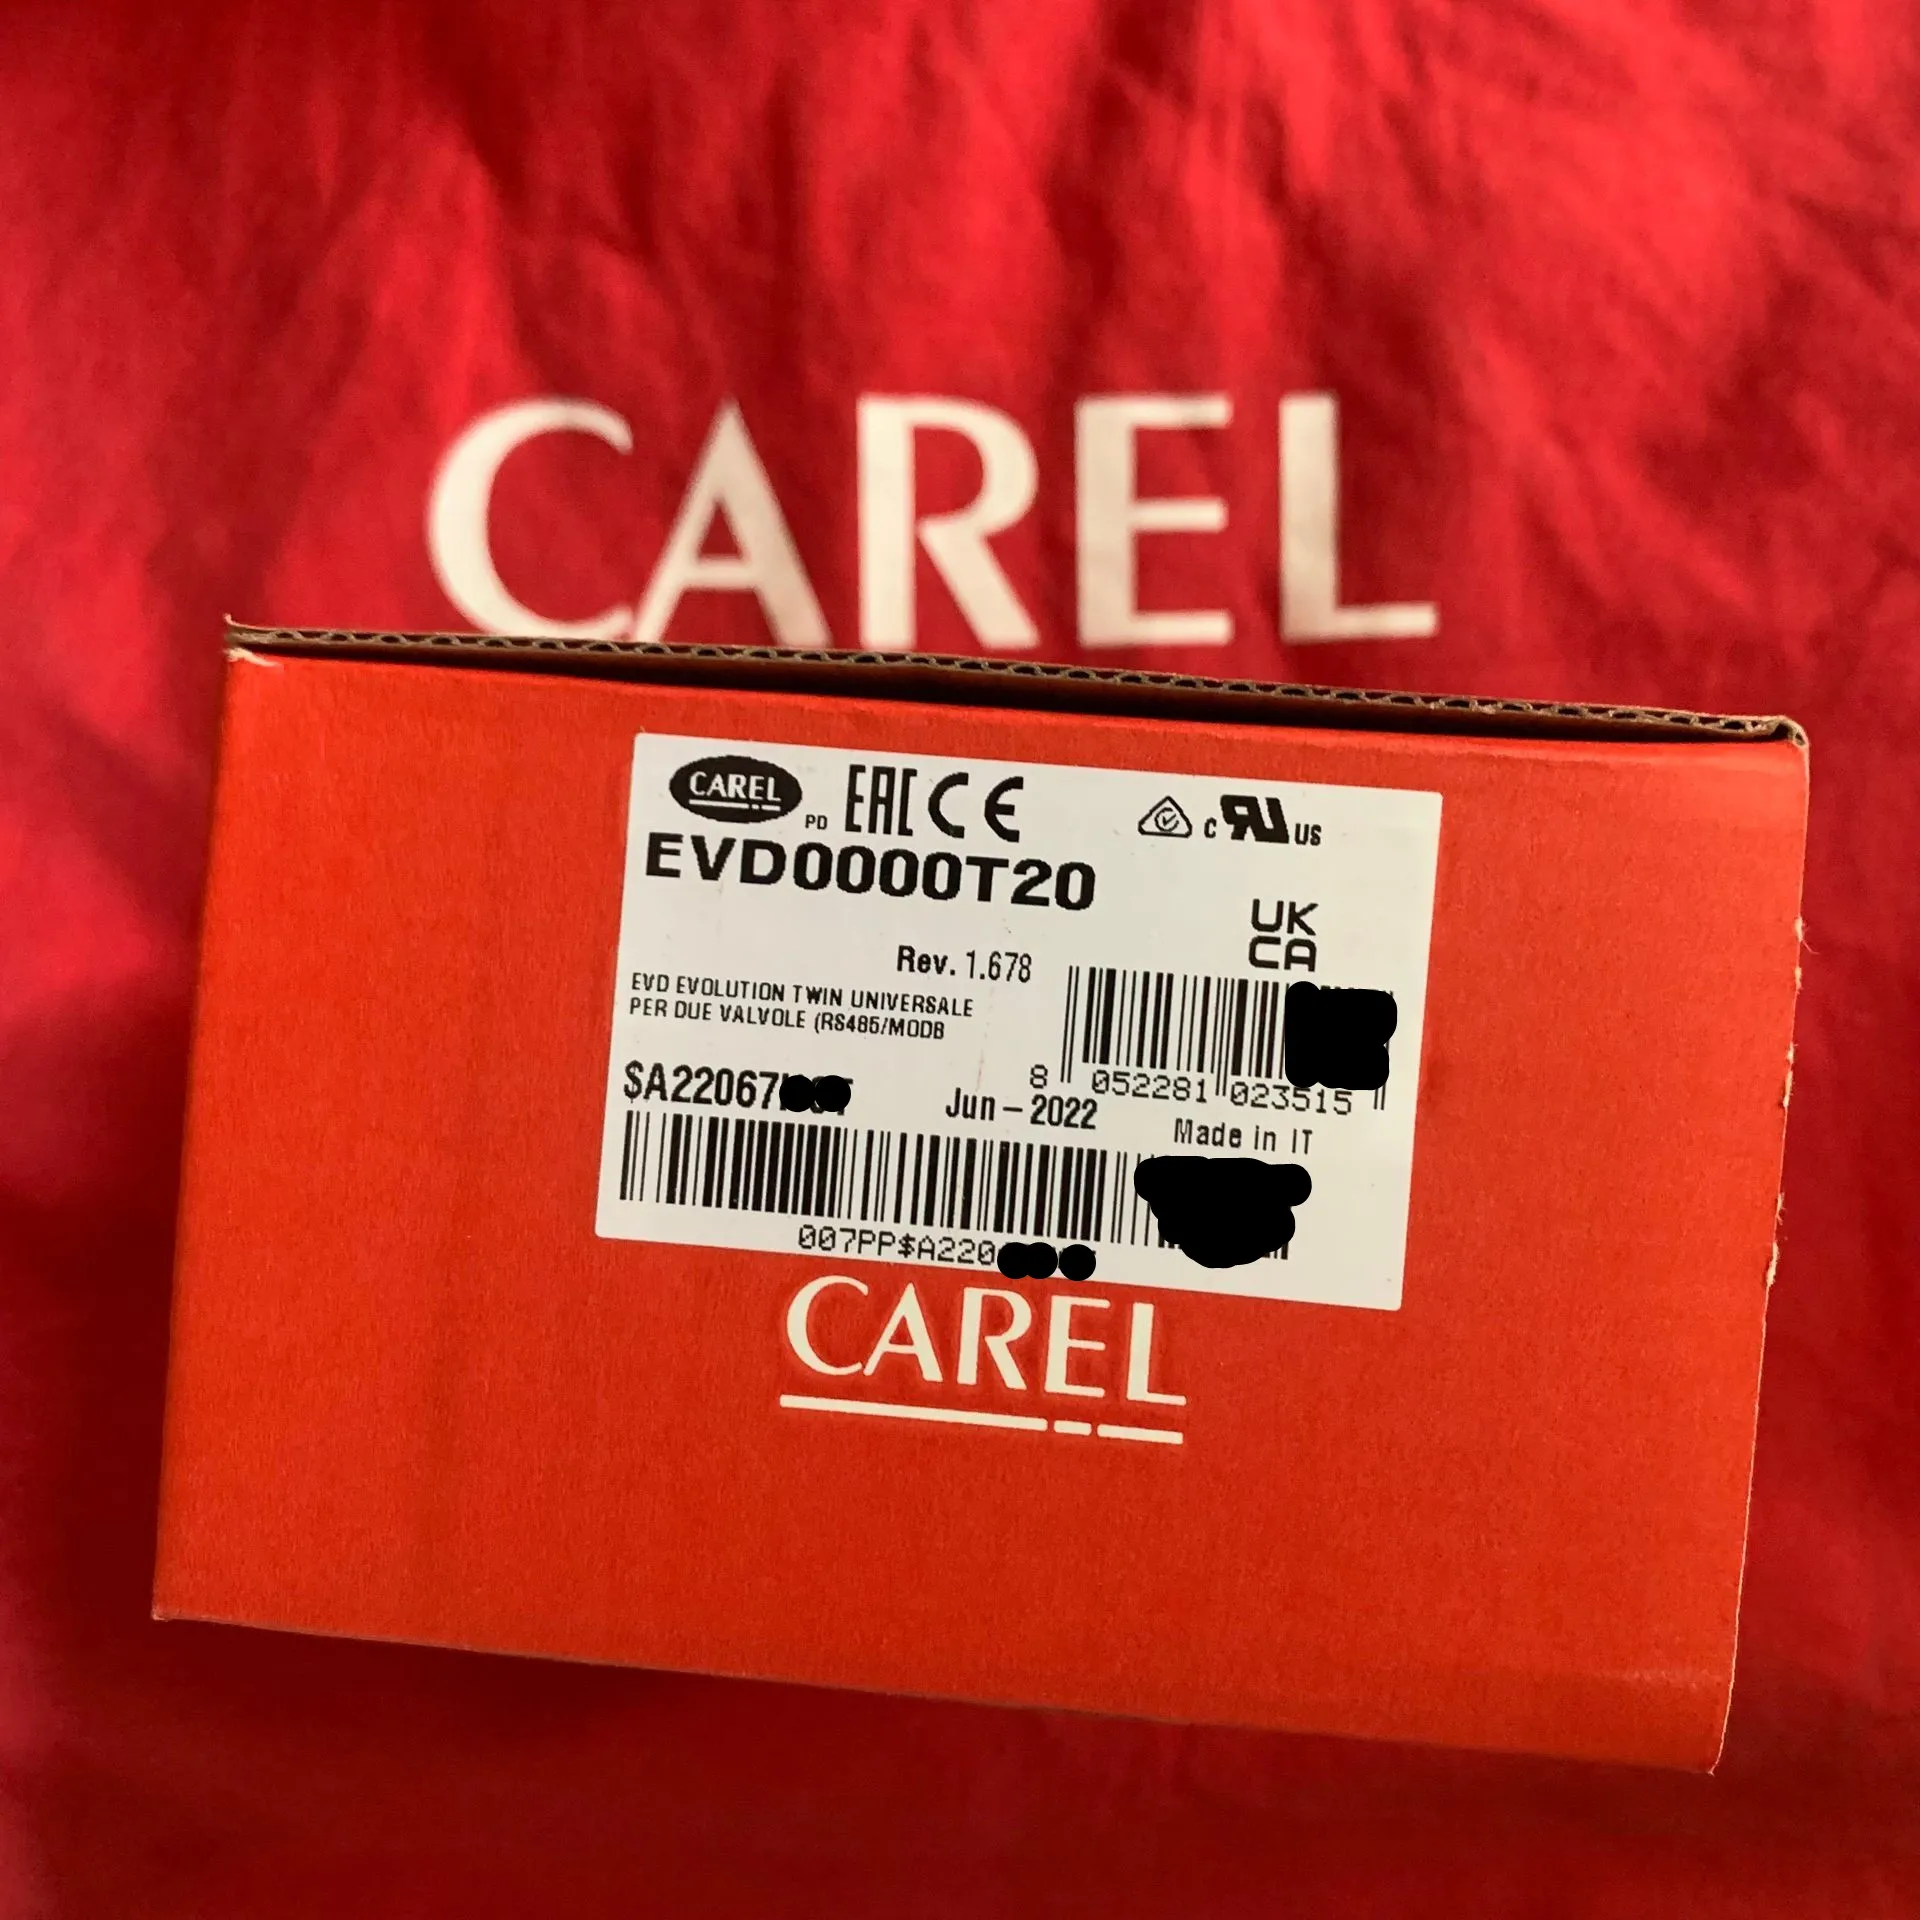 CAREL
CAREL PD EAC CE C RU US
EVD0000T20
UK
CA
Rev. 1.678
EVD EVOLUTION TWIN UNIVERSALE
PER DUE VALVOLE (RS485/MODB
8 052281 023515
$A22067
Jun-2022
Made in IT
007PP$A220
CAREL